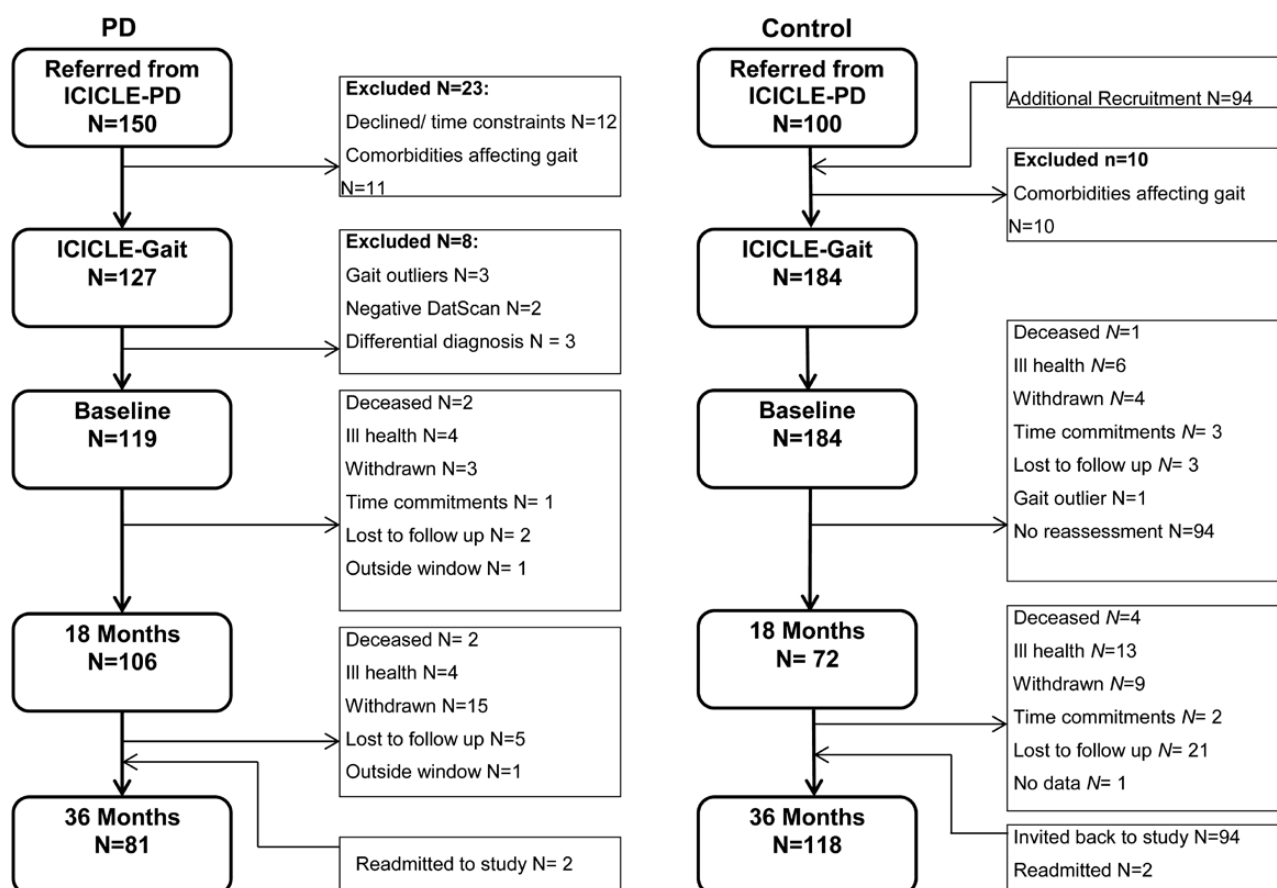 PD
Referred from
ICICLE-PD
N=150
Excluded N=23:
Declined/ time constraints N=12
Comorbidities affecting gait
N=11
ICICLE-Gait
N=127
Excluded N=8:
Gait outliers N=3
Negative DatScan N=2
Differential diagnosis N = 3
Baseline
N=119
Deceased N=2
Ill health N=4
Withdrawn N=3
Time commitments N= 1
Lost to follow up N= 2
Outside window N= 1
18 Months
N=106
Deceased N= 2
Ill health N=4
Withdrawn N=15
Lost to follow up N=5
Outside window N=1
36 Months
N=81
Readmitted to study N= 2
Control
Referred from
ICICLE-PD
N=100
Additional Recruitment N=94
Excluded n=10
Comorbidities affecting gait
N=10
ICICLE-Gait
N=184
Baseline
N=184
Deceased N=1
Ill health N=6
Withdrawn N=4
Time commitments N= 3
Lost to follow up N= 3
Gait outlier N=1
No reassessment N=94
18 Months
N= 72
Deceased N=4
Ill health N=13
Withdrawn N=9
Time commitments N= 2
Lost to follow up N= 21
No data N= 1
36 Months
N=118
Invited back to study N=94
Readmitted N=2